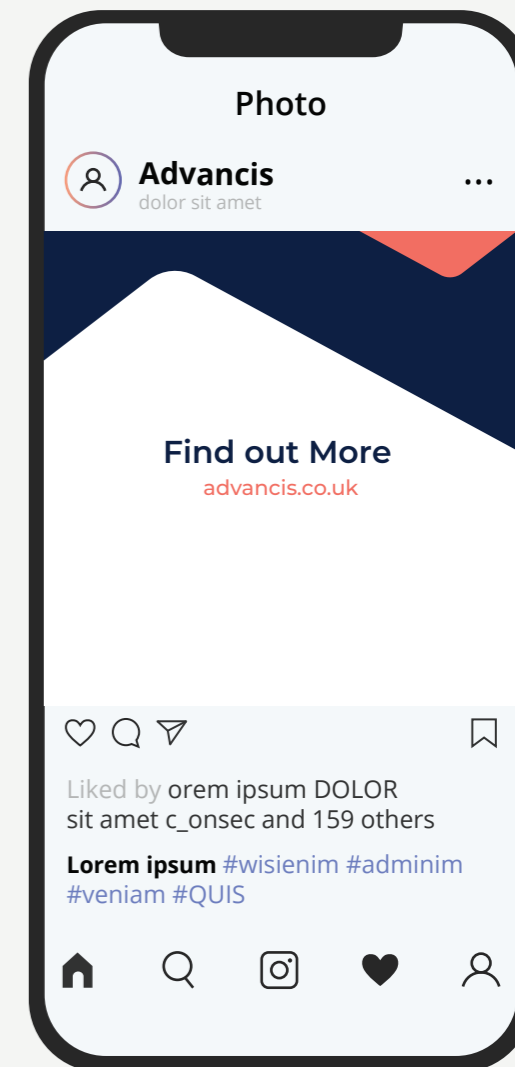 Photo
Advancis
dolor sit amet
Find out More
advancis.co.uk
Liked by orem ipsum DOLOR
sit amet c_onsec and 159 others
Lorem ipsum #wisienim #adminim
#veniam #QUIS